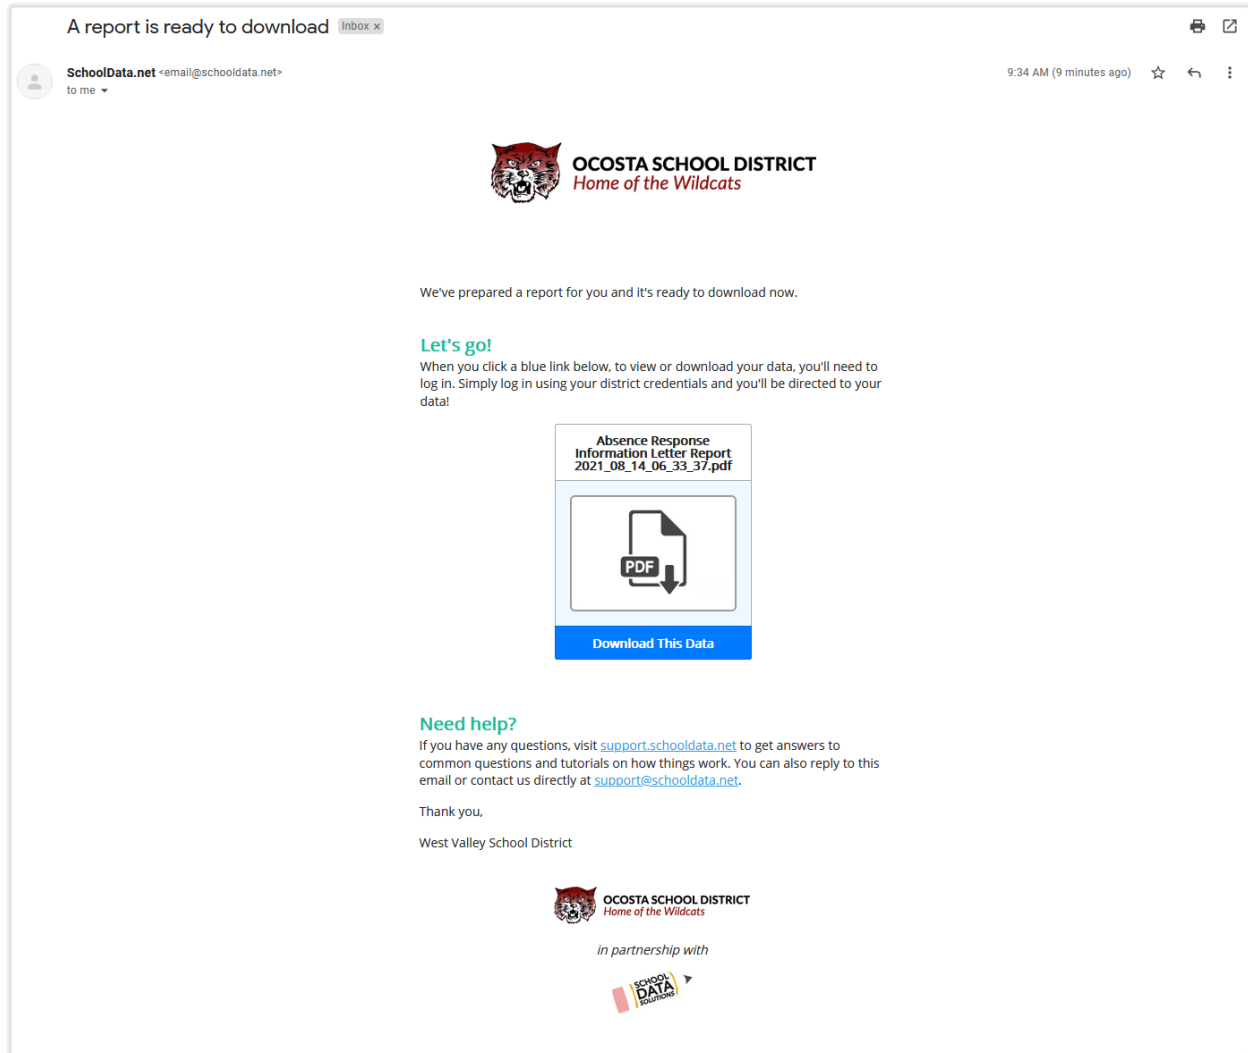 A report is ready to download Inbox x
SchoolData.net <email@schooldata.net> 9:34 AM (9 minutes ago)
to me
OCOSTA SCHOOL DISTRICT
Home of the Wildcats
We've prepared a report for you and it's ready to download now.
Let's go!
When you click a blue link below, to view or download your data, you'll need to
log in. Simply log in using your district credentials and you'll be directed to your
data!
Absence Response
Information Letter Report
2021_08_14_06_33_37.pdf
PDF
Download This Data
Need help?
If you have any questions, visit support.schooldata.net to get answers to
common questions and tutorials on how things work. You can also reply to this
email or contact us directly at support@schooldata.net.
Thank you,
West Valley School District
OCOSTA SCHOOL DISTRICT
Home of the Wildcats
in partnership with
SCHOOL
DATA
SOLUTIONS